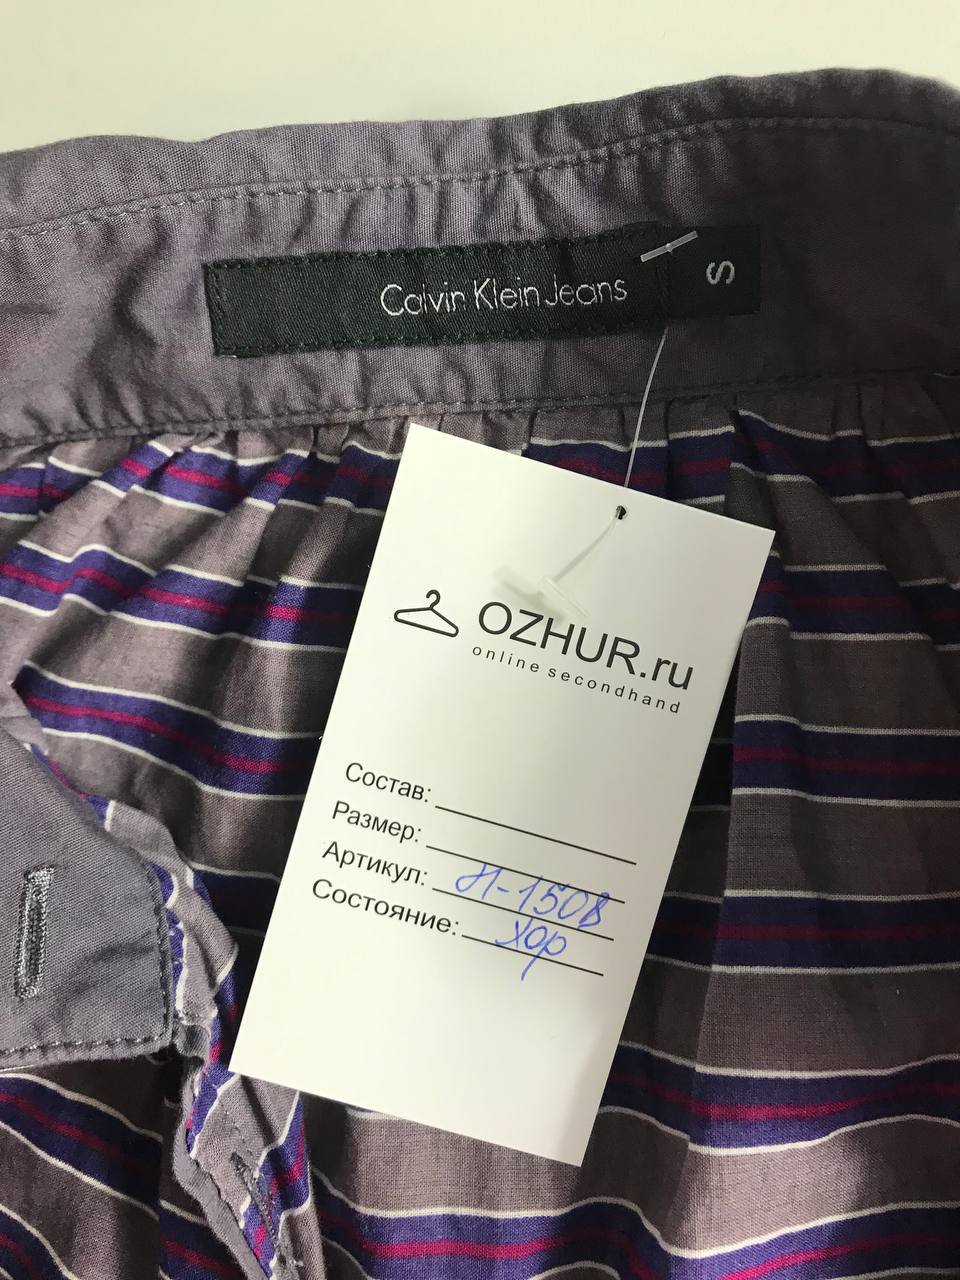 Calvin Klein Jeans
S
OZHUR.ru
online secondhand
Состав:
Размер:
Артикул: Н-1508
Состояние: Хор